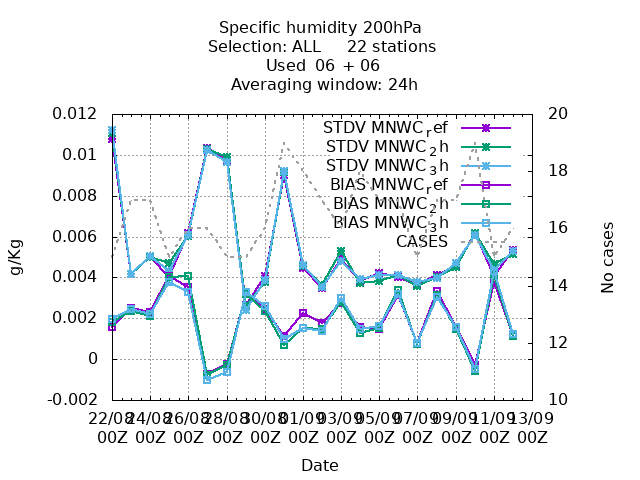 Specific humidity 200hPa
Selection: ALL 22 stations
Used 06 + 06
Averaging window: 24h
0.012
0.01
0.008
0.006
0.004
0.002
0
-0.002
g/Kg
20
18
16
14
12
10
No cases
STDV MNWC_ref
STDV MNWC_2h
STDV MNWC_3h
BIAS MNWC_ref
BIAS MNWC_2h
BIAS MNWC_3h
CASES
22/08 24/08 26/08 28/08 30/08 01/09 03/09 05/09 07/09 09/09 11/09 13/09
00Z 00Z 00Z 00Z 00Z 00Z 00Z 00Z 00Z 00Z 00Z 00Z
Date